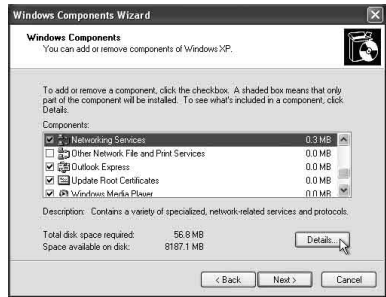 Windows Components Wizard
Windows Components
You can add or remove components of Windows XP.
To add or remove a component, click the checkbox. A shaded box means that only
part of the component will be installed. To see what's included in a component, click
Details.
Components:
Networking Services 0.3 MB
Other Network File and Print Services 0.0 MB
Outlook Express 0.0 MB
Update Root Certificates 0.0 MB
Windows Media Player 0.0 MB
Description: Contains a variety of specialized, network-related services and protocols.
Total disk space required: 56.8 MB
Space available on disk: 8187.1 MB
Details...
< Back Next > Cancel